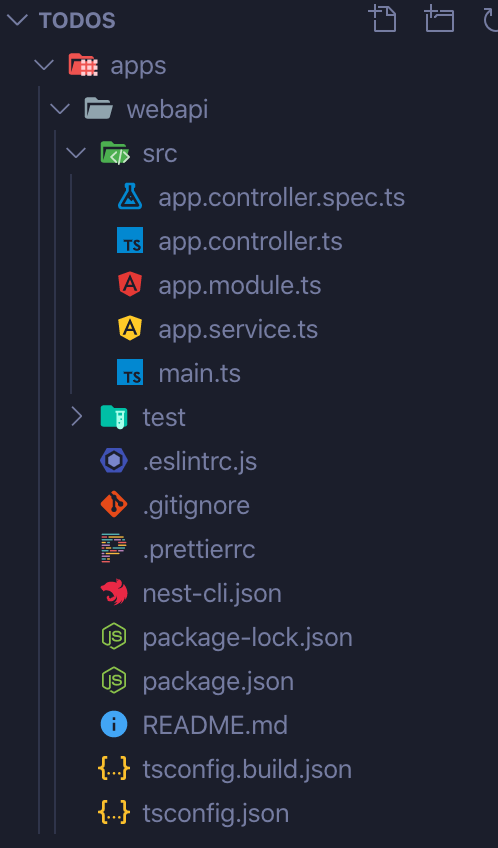 TODOS
apps
webapi
src
app.controller.spec.ts
TS app.controller.ts
A app.module.ts
A app.service.ts
TS main.ts
test
.eslintrc.js
.gitignore
.prettierrc
nest-cli.json
JS package-lock.json
JS package.json
i README.md
{...} tsconfig.build.json
{...} tsconfig.json